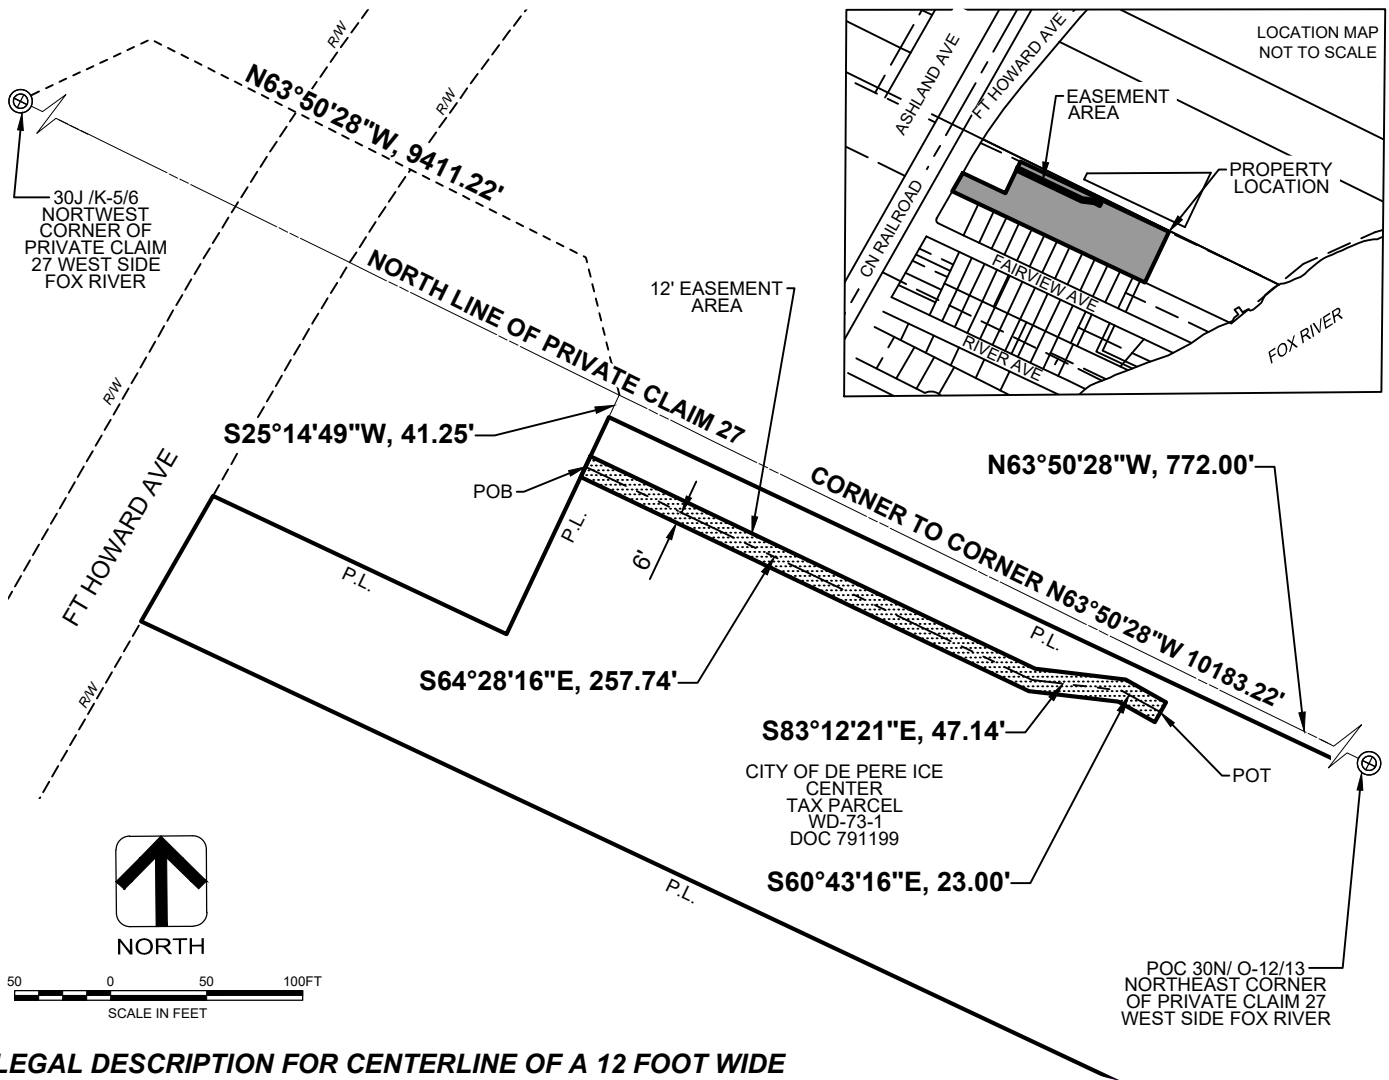 R/W
R/W
N63°50'28"W, 9411.22'
30J /K-5/6
NORTWEST
CORNER OF
PRIVATE CLAIM
27 WEST SIDE
FOX RIVER
NORTH LINE OF PRIVATE CLAIM 27
CORNER TO CORNER N63°50'28"W 10183.22'
12' EASEMENT
AREA
LOCATION MAP
NOT TO SCALE
ASHLAND AVE
FT HOWARD AVE
EASEMENT
AREA
PROPERTY
LOCATION
CN RAILROAD
FAIRVIEW AVE
RIVER AVE
FOX RIVER
R/W
S25°14'49"W, 41.25'
N63°50'28"W, 772.00'
POB
FT HOWARD AVE
P.L.
P.L.
6'
P.L.
S64°28'16"E, 257.74'
R/W
S83°12'21"E, 47.14'
POT
CITY OF DE PERE ICE
CENTER
TAX PARCEL
WD-73-1
DOC 791199
S60°43'16"E, 23.00'
P.L.
NORTH
POC 30N/ O-12/13
NORTHEAST CORNER
OF PRIVATE CLAIM 27
WEST SIDE FOX RIVER
50 0 50 100FT
SCALE IN FEET
LEGAL DESCRIPTION FOR CENTERLINE OF A 12 FOOT WIDE